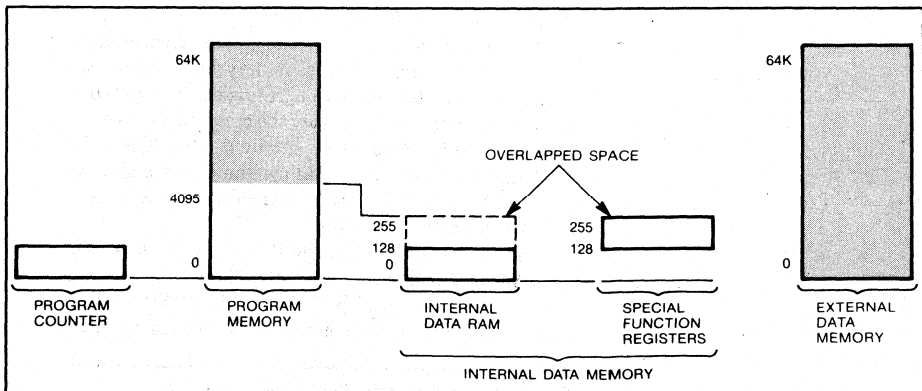 64K
64K
OVERLAPPED SPACE
4095
255
255
128
128
0
0
0
PROGRAM
COUNTER
PROGRAM
MEMORY
INTERNAL
DATA RAM
SPECIAL
FUNCTION
REGISTERS
EXTERNAL
DATA
MEMORY
INTERNAL DATA MEMORY